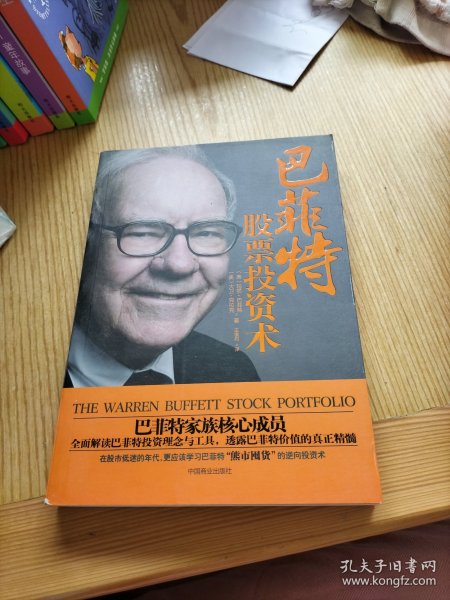 巴菲特
股票投资术
THE WARREN BUFFETT STOCK PORTFOLIO
巴菲特家族核心成员
全面解读巴菲特投资理念与工具，透露巴菲特价值的真正精髓
在股市低迷的年代，更应该学习巴菲特“熊市囤货”的逆向投资术
中国商业出版社
孔夫子旧书网
www.kongfz.com